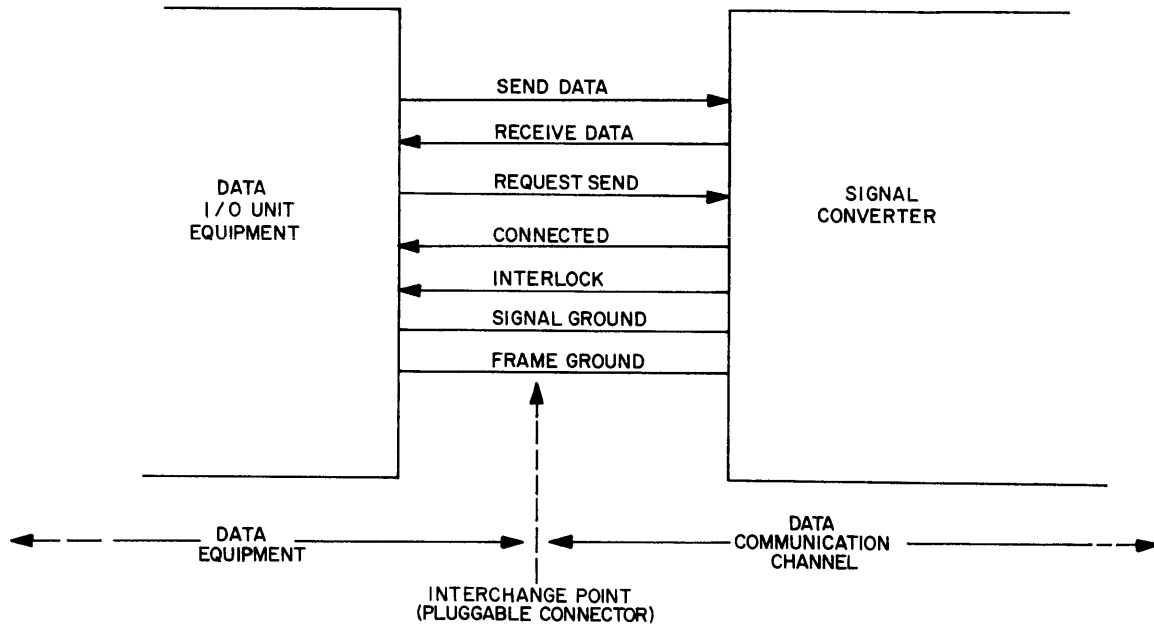 SEND DATA
RECEIVE DATA
REQUEST SEND
CONNECTED
INTERLOCK
SIGNAL GROUND
FRAME GROUND
DATA
I/O UNIT
EQUIPMENT
SIGNAL
CONVERTER
DATA
EQUIPMENT
DATA
COMMUNICATION
CHANNEL
INTERCHANGE POINT
(PLUGGABLE CONNECTOR)